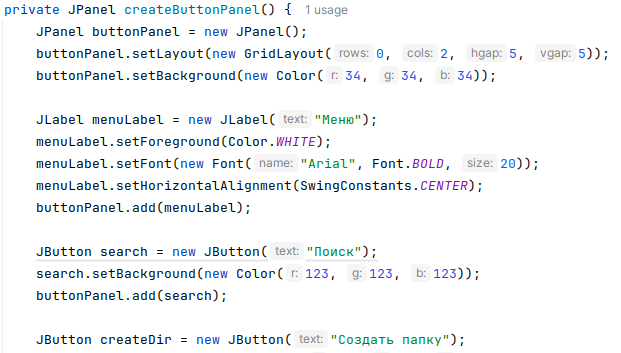 private JPanel createButtonPanel() { 1 usage
JPanel buttonPanel = new JPanel();
buttonPanel.setLayout(new GridLayout( rows: 0, cols: 2, hgap: 5, vgap: 5));
buttonPanel.setBackground(new Color( r: 34, g: 34, b: 34));
JLabel menuLabel = new JLabel( text: "Меню");
menuLabel.setForeground(Color.WHITE);
menuLabel.setFont(new Font( name: "Arial", Font.BOLD, size: 20));
menuLabel.setHorizontalAlignment(SwingConstants.CENTER);
buttonPanel.add(menuLabel);
JButton search = new JButton( text: "Поиск");
search.setBackground(new Color( r: 123, g: 123, b: 123));
buttonPanel.add(search);
JButton createDir = new JButton( text: "Создать папку");